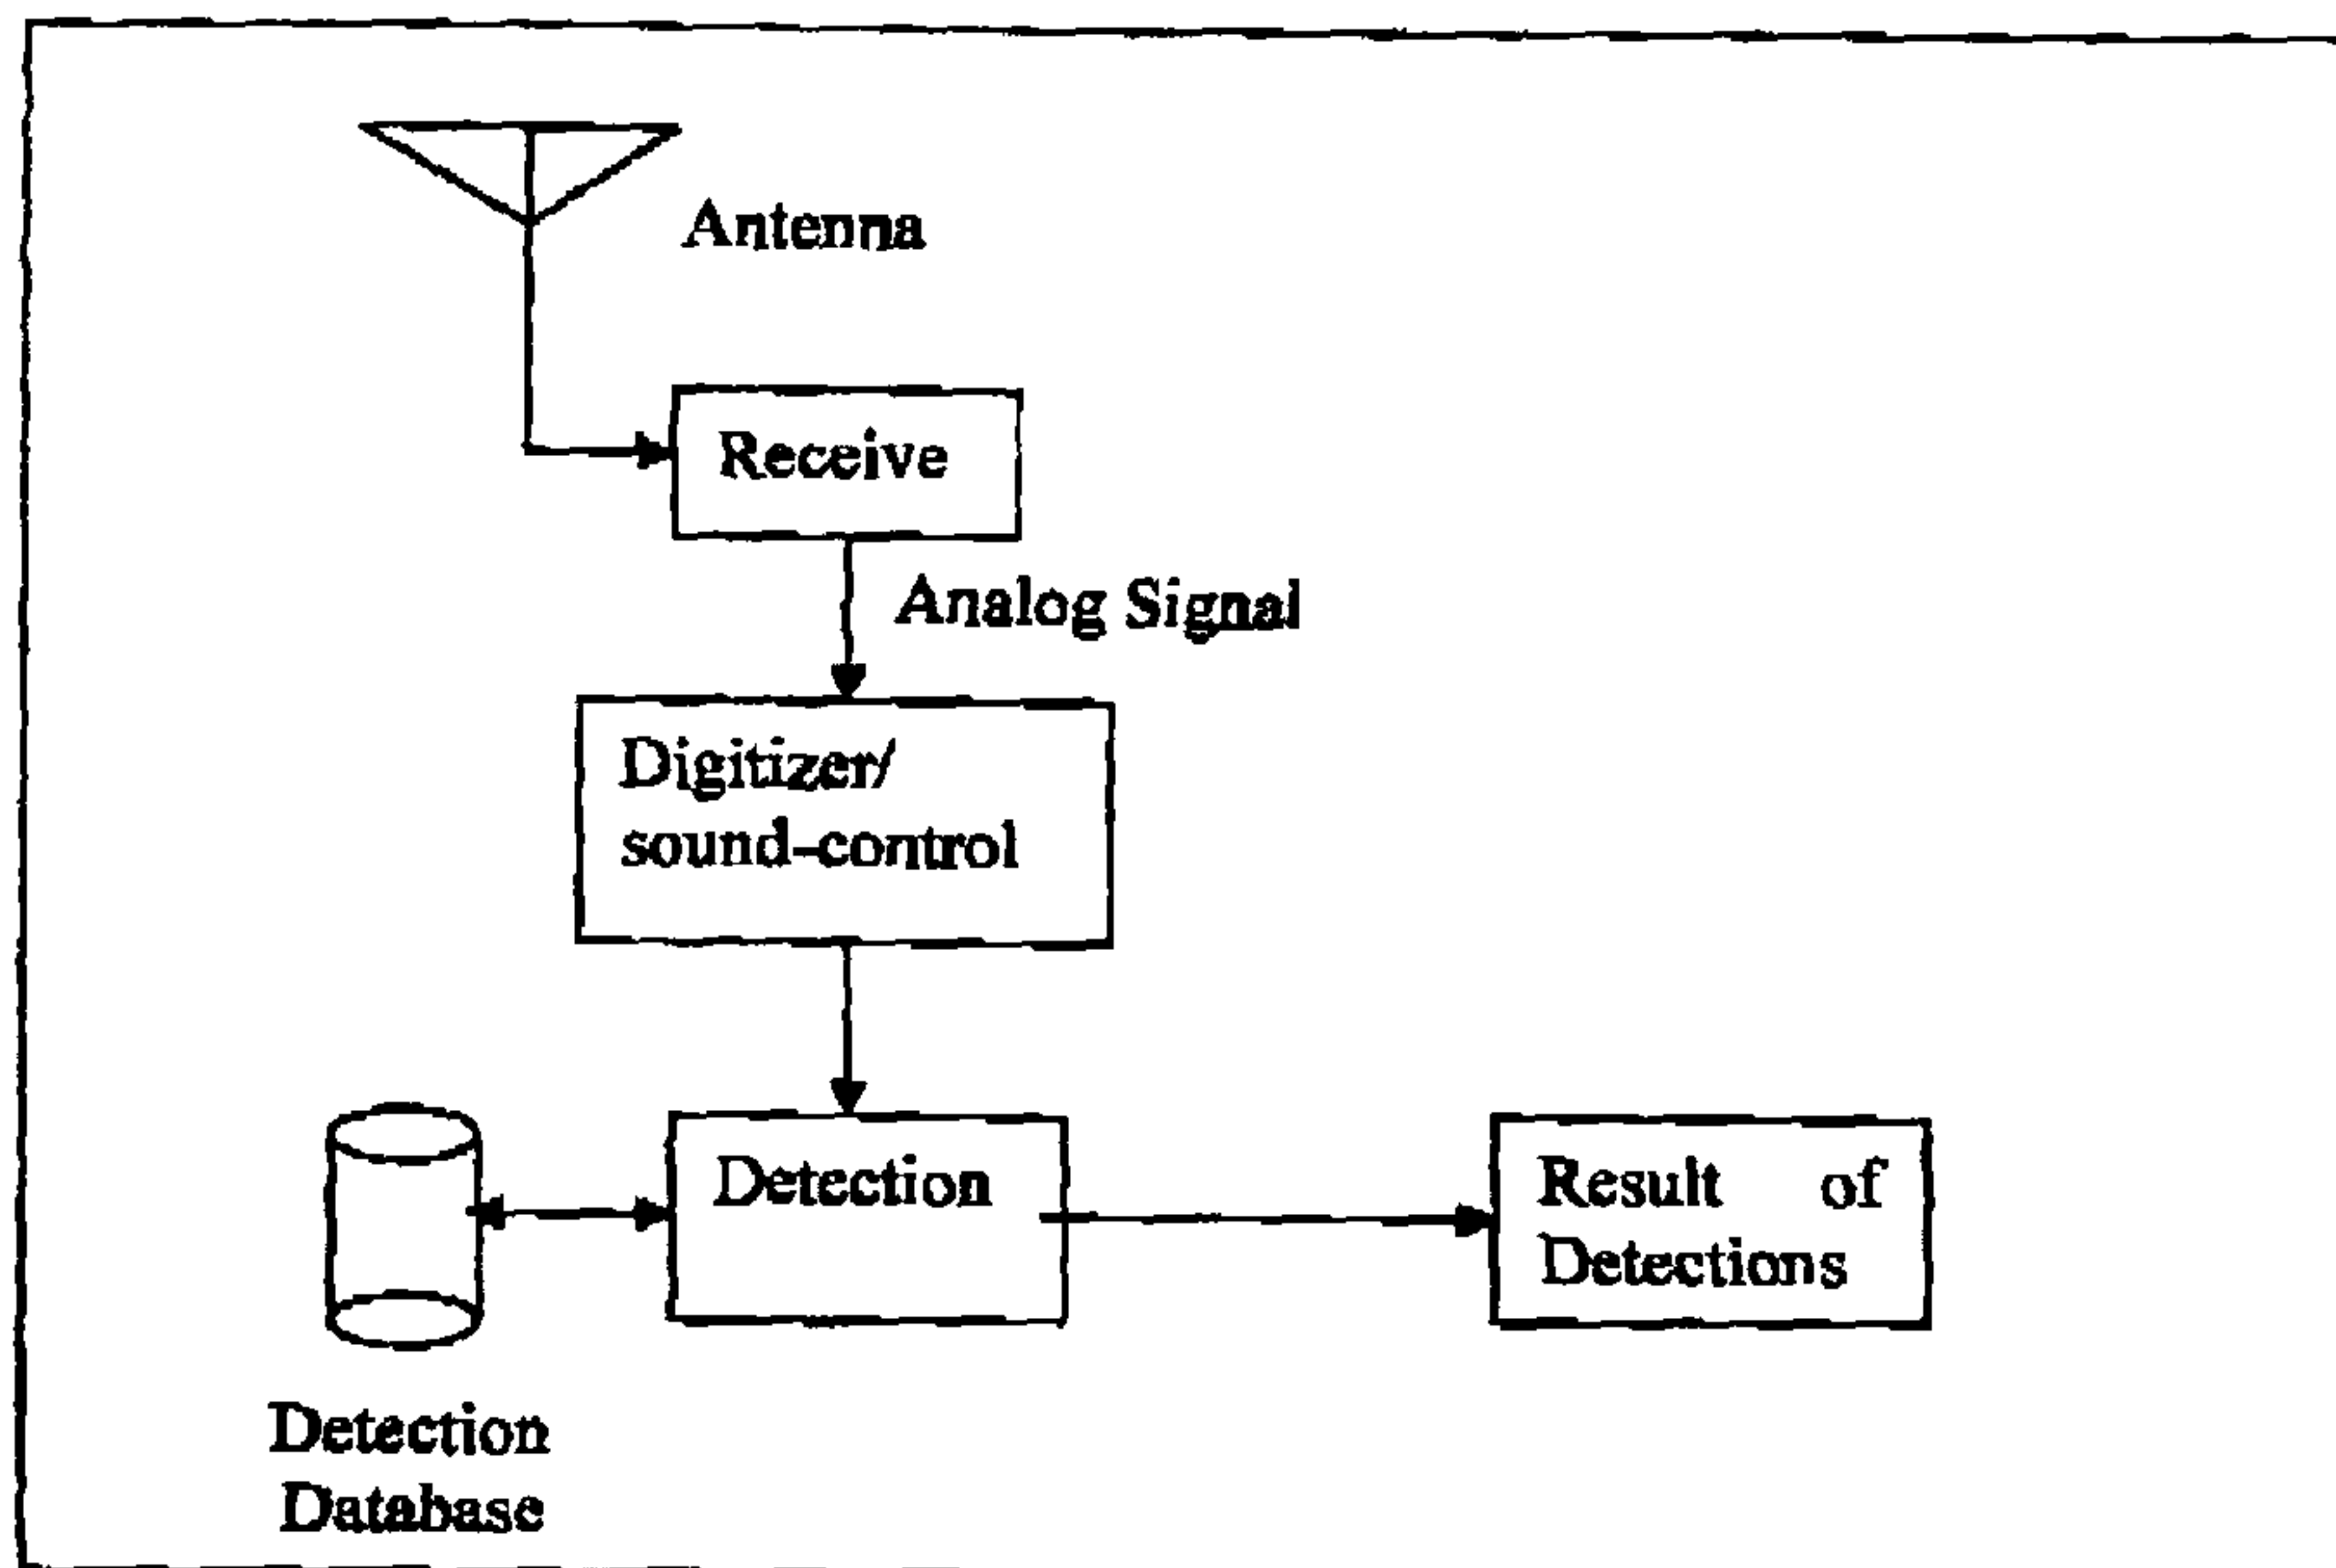 Antenna
Receive
Analog Signal
Digitizer/
sound-control
Detection
Result of
Detections
Detection
Database